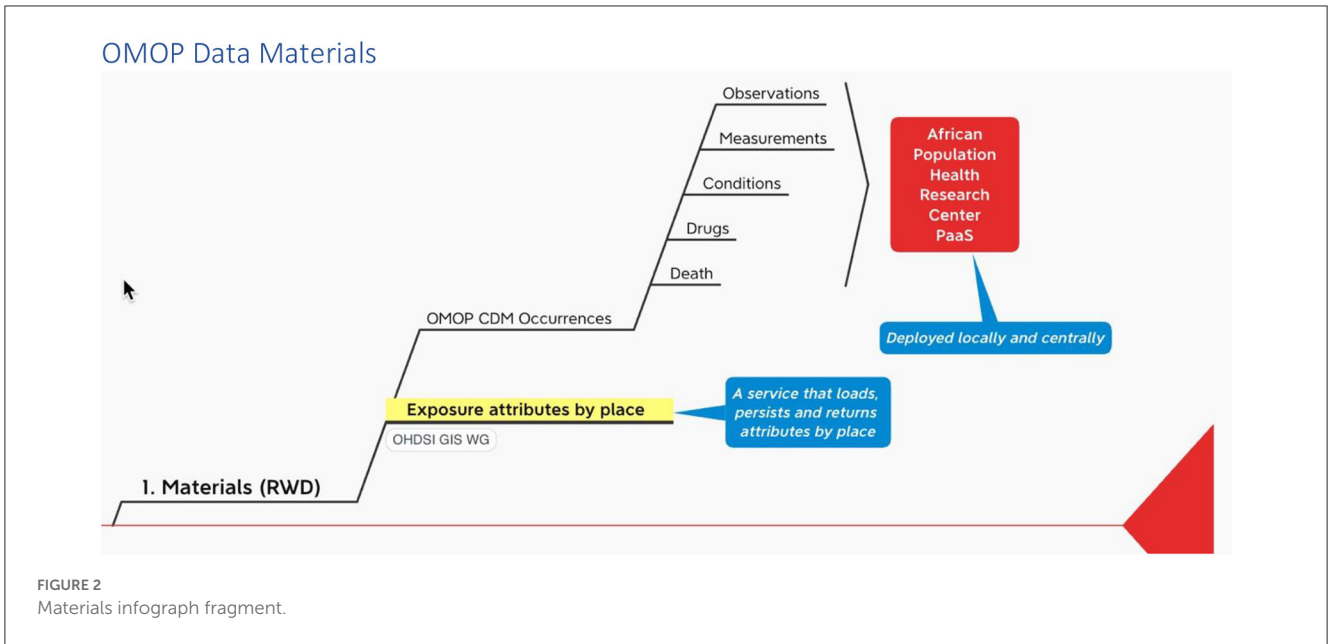 OMOP Data Materials
Observations
Measurements
Conditions
Drugs
Death
African
Population
Health
Research
Center
PaaS
OMOP CDM Occurrences
Deployed locally and centrally
Exposure attributes by place
OHDSI GIS WG
A service that loads,
persists and returns
attributes by place
1. Materials (RWD)
FIGURE 2
Materials infograph fragment.